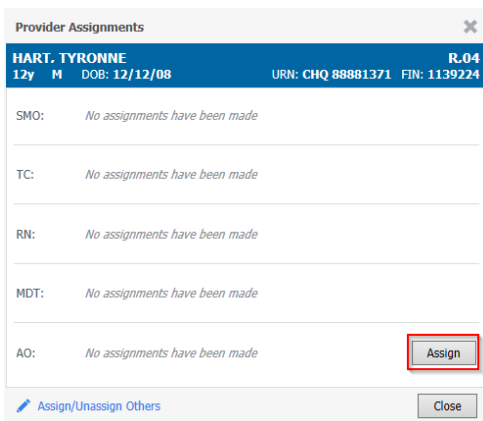 Provider Assignments
HART, TYRONNE R.04
12y M DOB: 12/12/08 URN: CHQ 88881371 FIN: 1139224
SMO: No assignments have been made
TC: No assignments have been made
RN: No assignments have been made
MDT: No assignments have been made
AO: No assignments have been made Assign
Assign/Unassign Others Close